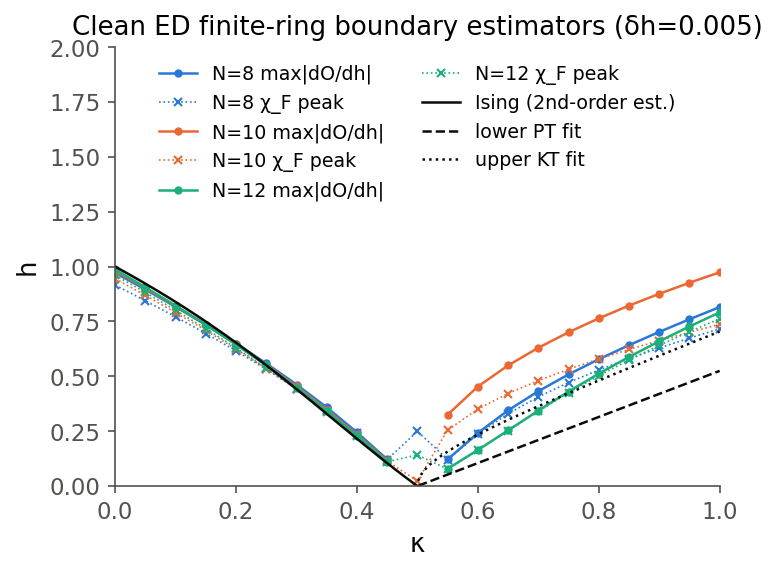 Clean ED finite-ring boundary estimators (δh=0.005)
2.00
1.75
1.50
1.25
1.00
0.75
0.50
0.25
0.00
h
N=8 max|dO/dh|
N=8 χ_F peak
N=10 max|dO/dh|
N=10 χ_F peak
N=12 max|dO/dh|
N=12 χ_F peak
Ising (2nd-order est.)
lower PT fit
upper KT fit
0.0 0.2 0.4 0.6 0.8 1.0
κ